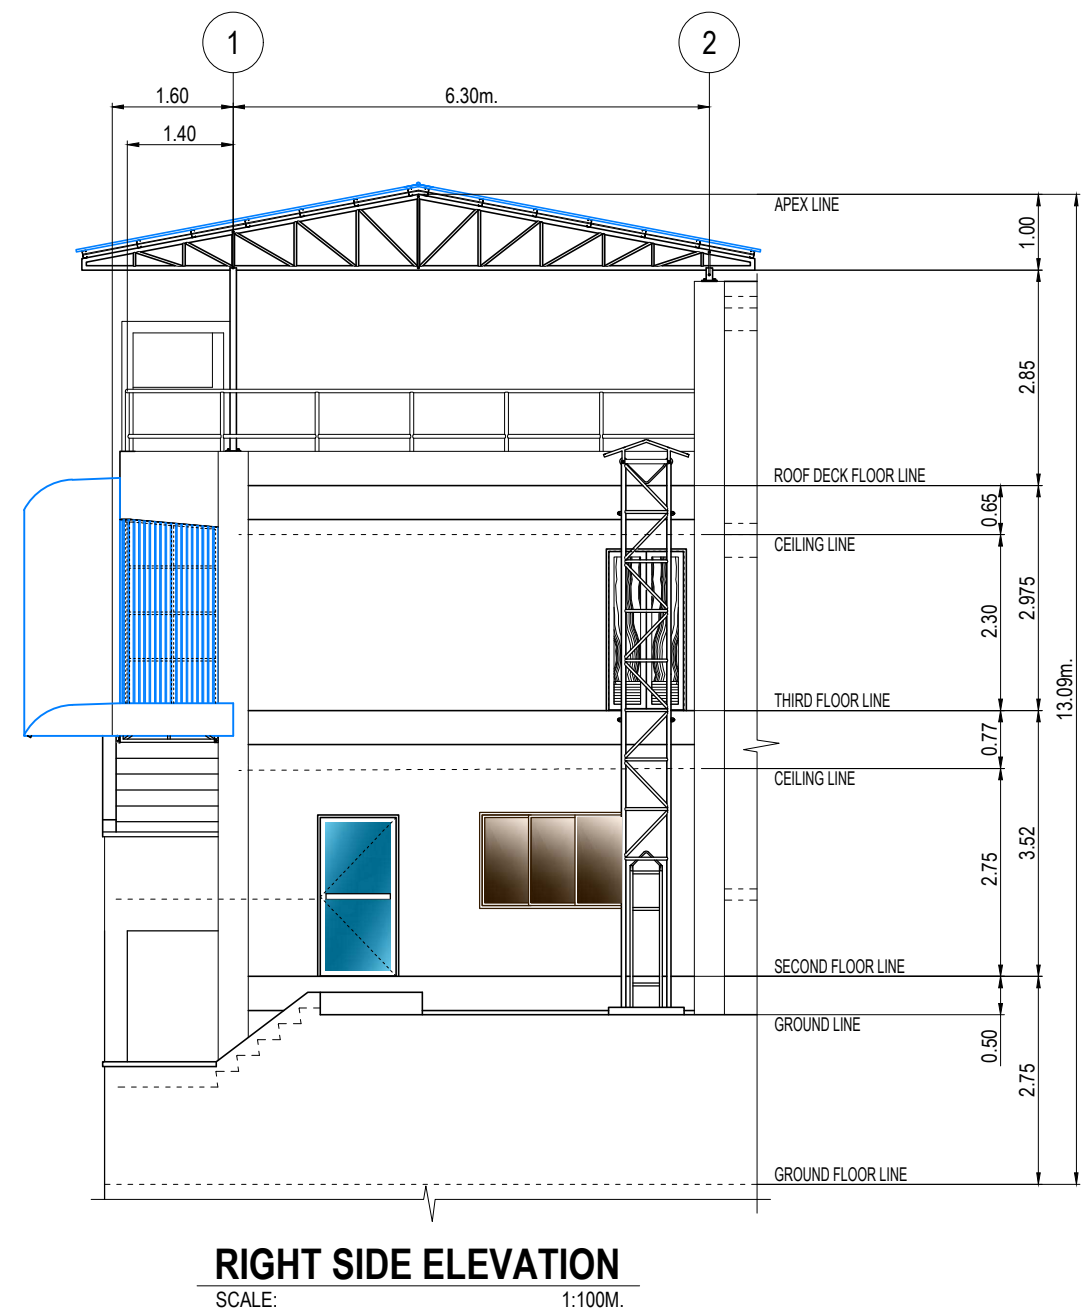 1
2
1.60
6.30m.
1.40
APEX LINE
1.00
2.85
ROOF DECK FLOOR LINE
0.65
CEILING LINE
2.30
2.975
13.09m.
THIRD FLOOR LINE
0.77
CEILING LINE
2.75
3.52
SECOND FLOOR LINE
GROUND LINE
0.50
2.75
GROUND FLOOR LINE
RIGHT SIDE ELEVATION
SCALE: 1:100M.